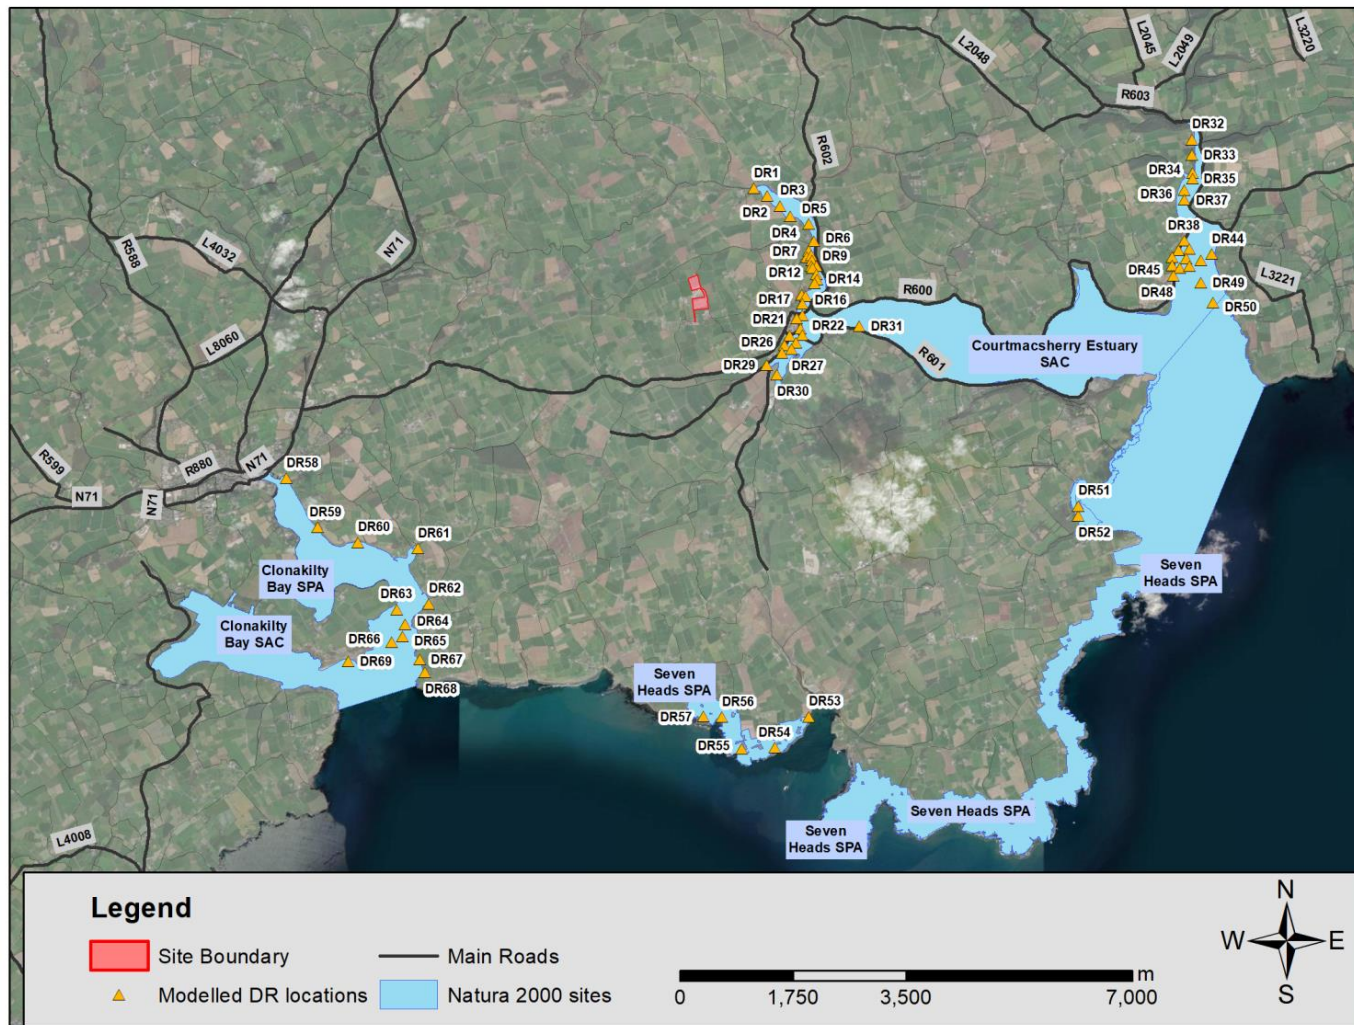 L3220
L2045
L2049
L2048
R603
DR32
R602
DR33
DR34
DR35
DR1
DR3
DR36
DR37
DR2
DR5
R588
L4032
N71
DR4
DR6
DR38
DR44
DR7
DR9
DR12
DR14
DR45
L3221
DR48
DR49
DR17
DR16
R600
DR50
DR21
DR22
DR31
L8060
DR26
Courtmacsherry Estuary
SAC
R601
DR29
DR27
DR30
R599
R880
N71
DR58
N71
N71
DR51
DR59
DR60
DR61
DR52
Clonakilty
Bay SPA
Seven
Heads SPA
DR63
DR62
Clonakilty
Bay SAC
DR64
DR66
DR65
DR69
DR67
DR68
Seven
Heads SPA
DR56
DR53
DR57
DR55
DR54
Seven Heads SPA
Seven
Heads SPA
L4008
Legend
Site Boundary
Main Roads
Modelled DR locations
Natura 2000 sites
m
0
1,750
3,500
7,000
N
W
E
S